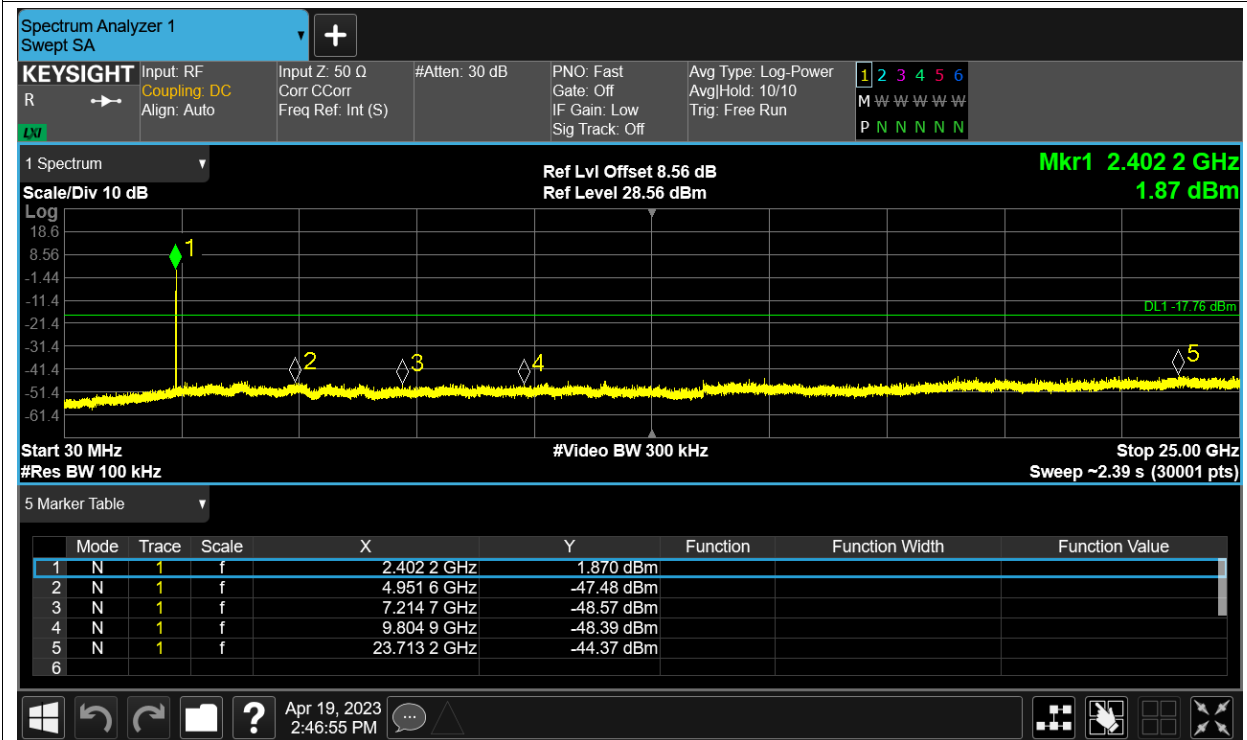 Spectrum Analyzer 1
Swept SA
+
KEYSIGHT
R
LXI
Input: RF
Coupling: DC
Align: Auto
Input Z: 50 Ω
Corr CCorr
Freq Ref: Int (S)
#Atten: 30 dB
PNO: Fast
Gate: Off
IF Gain: Low
Sig Track: Off
Avg Type: Log-Power
Avg|Hold: 10/10
Trig: Free Run
1 2 3 4 5 6
M W W W W W
P N N N N N
1 Spectrum
Scale/Div 10 dB
Ref Lvl Offset 8.56 dB
Ref Level 28.56 dBm
Mkr1 2.402 2 GHz
1.87 dBm
Log
18.6
8.56
-1.44
-11.4
-21.4
-31.4
-41.4
-51.4
-61.4
1
2
3
4
5
DL1 -17.76 dBm
Start 30 MHz
#Res BW 100 kHz
#Video BW 300 kHz
Stop 25.00 GHz
Sweep ~2.39 s (30001 pts)
5 Marker Table
Mode Trace Scale X Y Function Function Width Function Value
1 N 1 f 2.402 2 GHz 1.870 dBm
2 N 1 f 4.951 6 GHz -47.48 dBm
3 N 1 f 7.214 7 GHz -48.57 dBm
4 N 1 f 9.804 9 GHz -48.39 dBm
5 N 1 f 23.713 2 GHz -44.37 dBm
6
?
Apr 19, 2023
2:46:55 PM